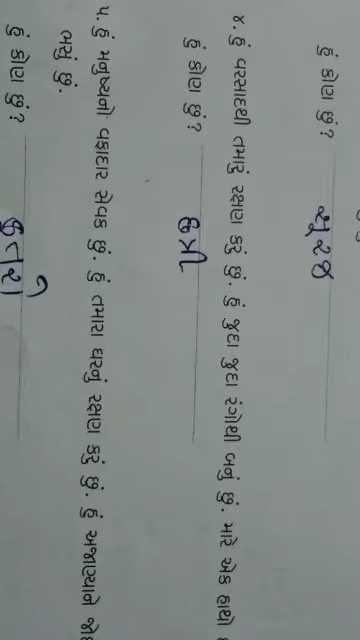 હું કોણ છું? સૂરજ
૪. હું વરસાદથી તમારું રક્ષણ કરું છું. હું જુદા જુદા રંગોથી બનું છું. મારે એક હાથો
હું કોણ છું? છત્રી
૫. હું મનુષ્યનો વફાદાર સેવક છું. હું તમારા ઘરનું રક્ષણ કરું છું. હું અજાણ્યાને
ભસું છું.
હું કોણ છું? કુતરો